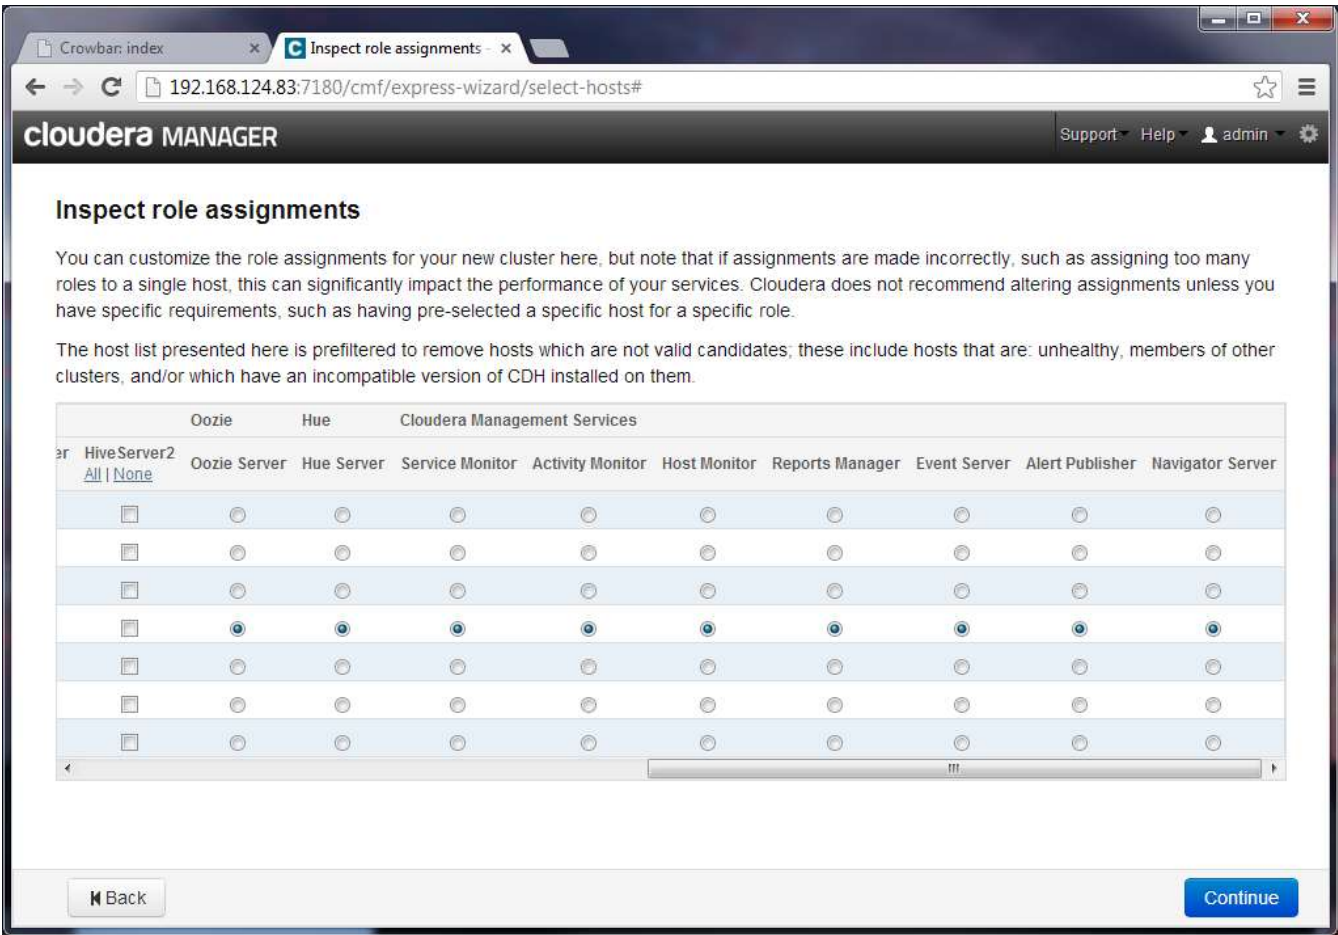 Crowbar: index
Inspect role assignments -
192.168.124.83:7180/cmf/express-wizard/select-hosts#
cloudera MANAGER
Support Help admin
Inspect role assignments
You can customize the role assignments for your new cluster here, but note that if assignments are made incorrectly, such as assigning too many
roles to a single host, this can significantly impact the performance of your services. Cloudera does not recommend altering assignments unless you
have specific requirements, such as having pre-selected a specific host for a specific role.
The host list presented here is prefiltered to remove hosts which are not valid candidates; these include hosts that are: unhealthy, members of other
clusters, and/or which have an incompatible version of CDH installed on them.
Oozie Hue Cloudera Management Services
er HiveServer2 Oozie Server Hue Server Service Monitor Activity Monitor Host Monitor Reports Manager Event Server Alert Publisher Navigator Server
All | None
Back
Continue